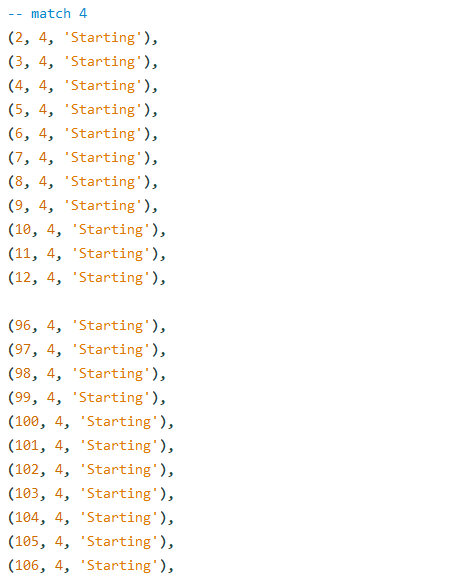 -- match 4
(2, 4, 'Starting'),
(3, 4, 'Starting'),
(4, 4, 'Starting'),
(5, 4, 'Starting'),
(6, 4, 'Starting'),
(7, 4, 'Starting'),
(8, 4, 'Starting'),
(9, 4, 'Starting'),
(10, 4, 'Starting'),
(11, 4, 'Starting'),
(12, 4, 'Starting'),

(96, 4, 'Starting'),
(97, 4, 'Starting'),
(98, 4, 'Starting'),
(99, 4, 'Starting'),
(100, 4, 'Starting'),
(101, 4, 'Starting'),
(102, 4, 'Starting'),
(103, 4, 'Starting'),
(104, 4, 'Starting'),
(105, 4, 'Starting'),
(106, 4, 'Starting'),